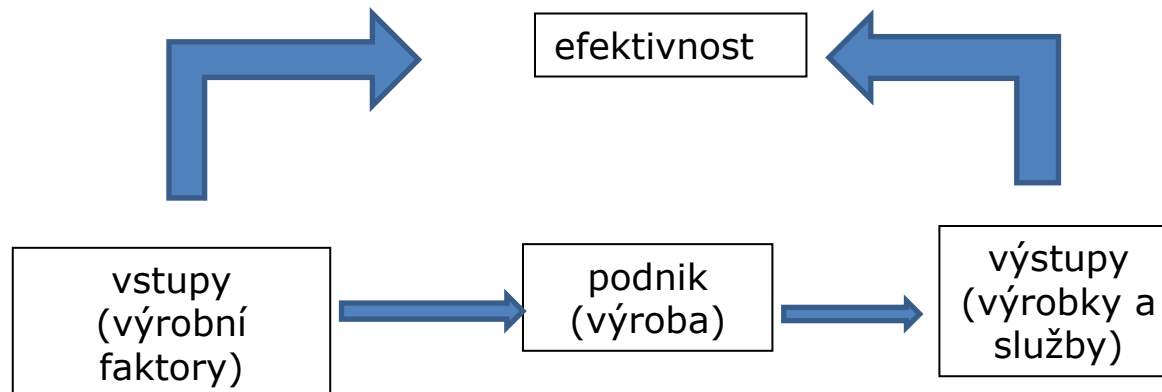 efektivnost
vstupy
(výrobní
faktory)
podnik
(výroba)
výstupy
(výrobky a
služby)